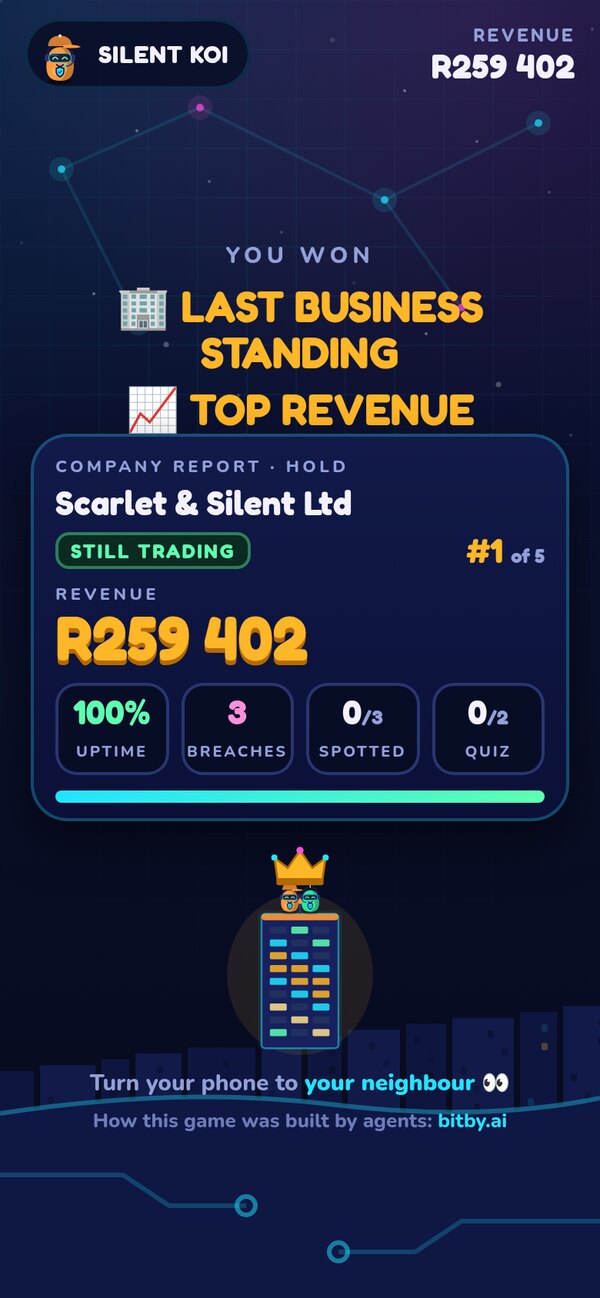 SILENT KOI
REVENUE
R259 402
YOU WON
LAST BUSINESS
STANDING
TOP REVENUE
COMPANY REPORT · HOLD
Scarlet & Silent Ltd
STILL TRADING
#1 of 5
REVENUE
R259 402
100%
UPTIME
3
BREACHES
0/3
SPOTTED
0/2
QUIZ
Turn your phone to your neighbour 👀
How this game was built by agents: bitby.ai